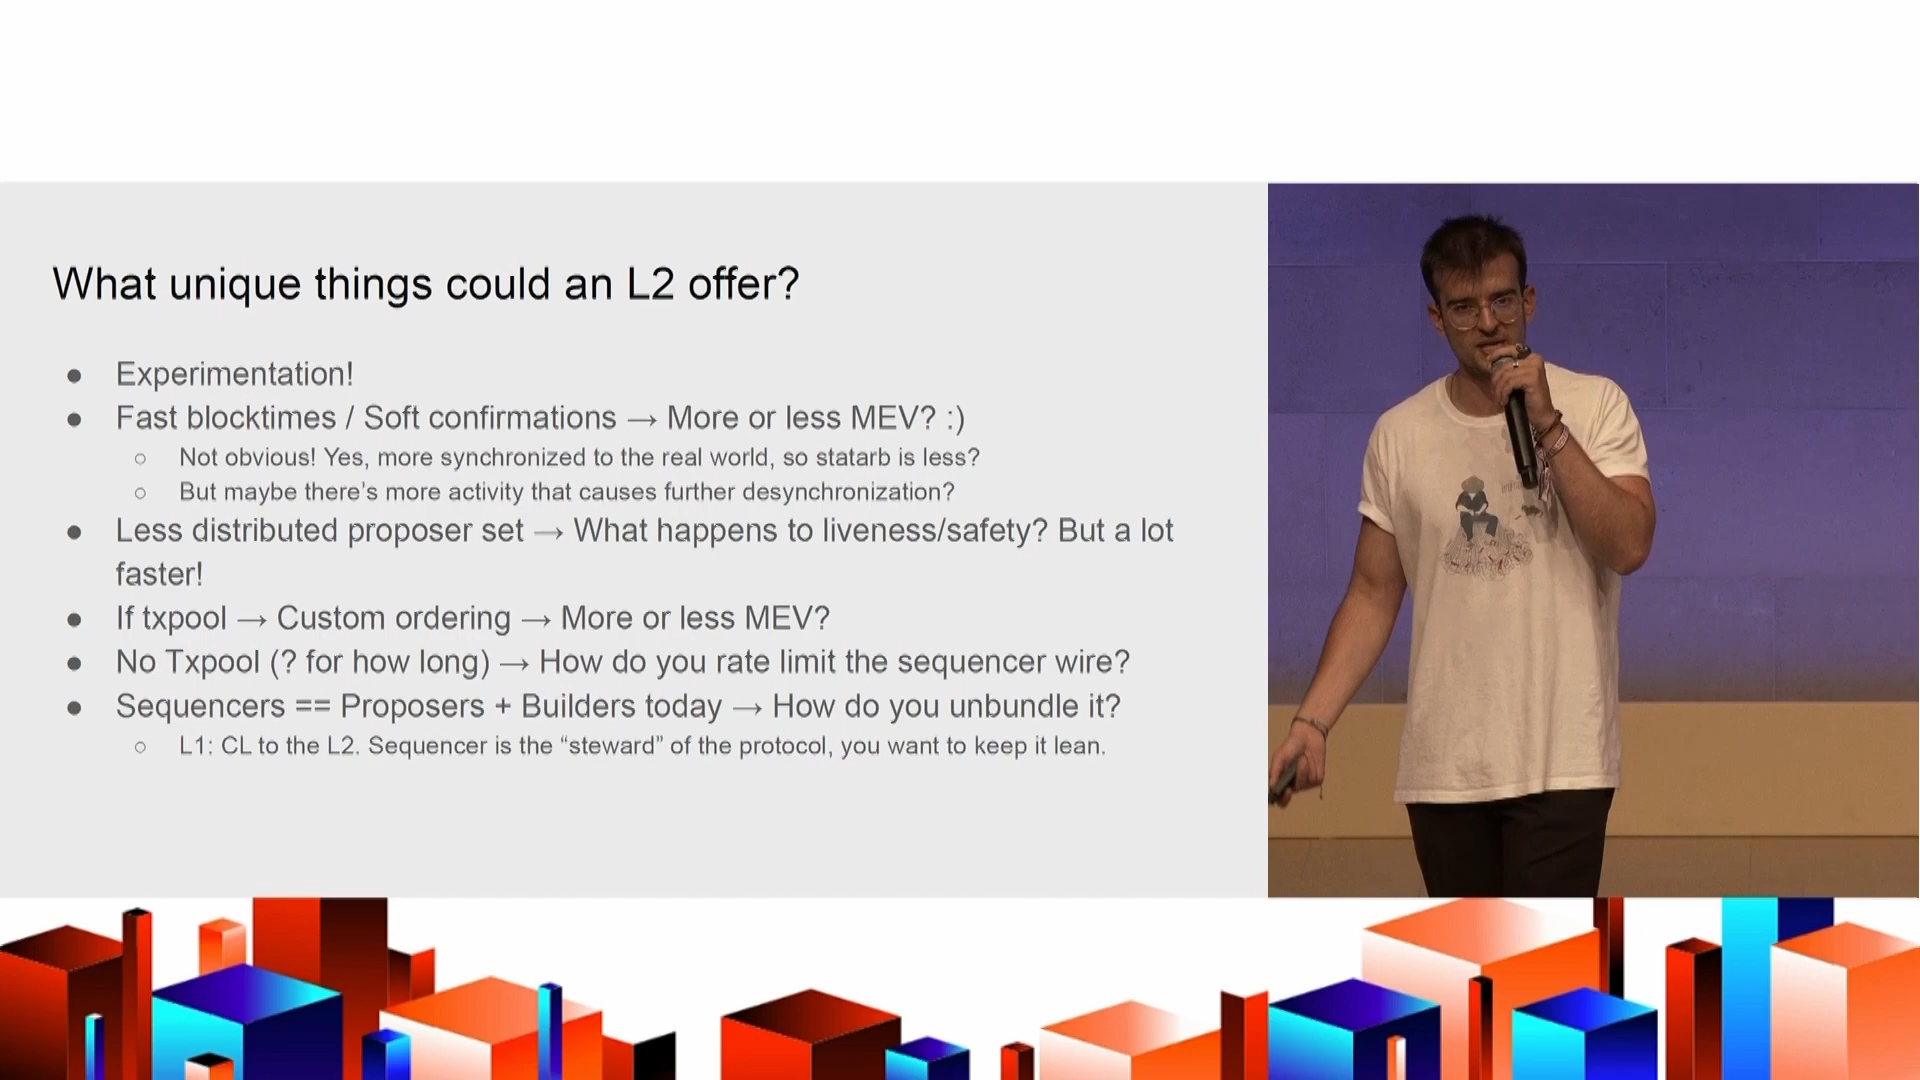 What unique things could an L2 offer?
● Experimentation!
● Fast blocktimes / Soft confirmations → More or less MEV? :)
○ Not obvious! Yes, more synchronized to the real world, so statarb is less?
○ But maybe there’s more activity that causes further desynchronization?
● Less distributed proposer set → What happens to liveness/safety? But a lot
faster!
● If txpool → Custom ordering → More or less MEV?
● No Txpool (? for how long) → How do you rate limit the sequencer wire?
● Sequencers == Proposers + Builders today → How do you unbundle it?
○ L1: CL to the L2. Sequencer is the “steward” of the protocol, you want to keep it lean.